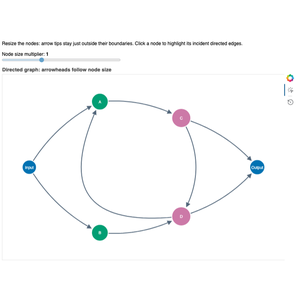 Resize the nodes: arrow tips stay just outside their boundaries. Click a node to highlight its incident directed edges.
Node size multiplier: 1
Directed graph: arrowheads follow node size
A
C
Input
Output
D
B